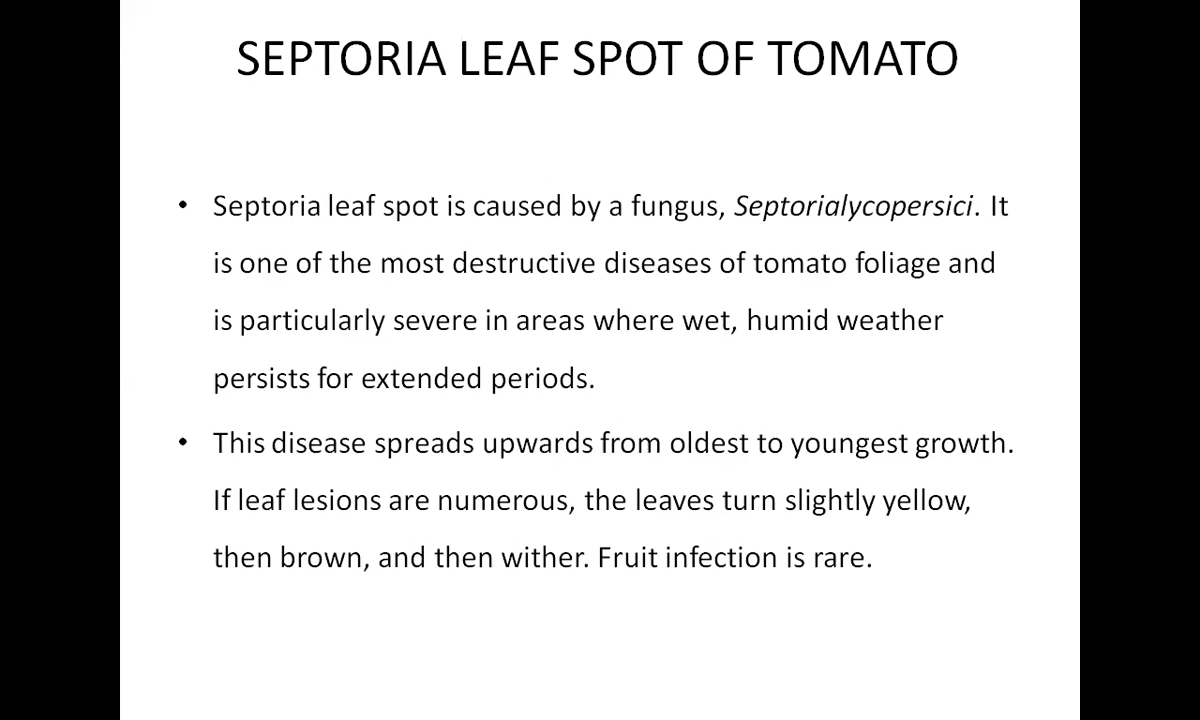 SEPTORIA LEAF SPOT OF TOMATO
• Septoria leaf spot is caused by a fungus, Septorialycopersici. It
is one of the most destructive diseases of tomato foliage and
is particularly severe in areas where wet, humid weather
persists for extended periods.
• This disease spreads upwards from oldest to youngest growth.
If leaf lesions are numerous, the leaves turn slightly yellow,
then brown, and then wither. Fruit infection is rare.